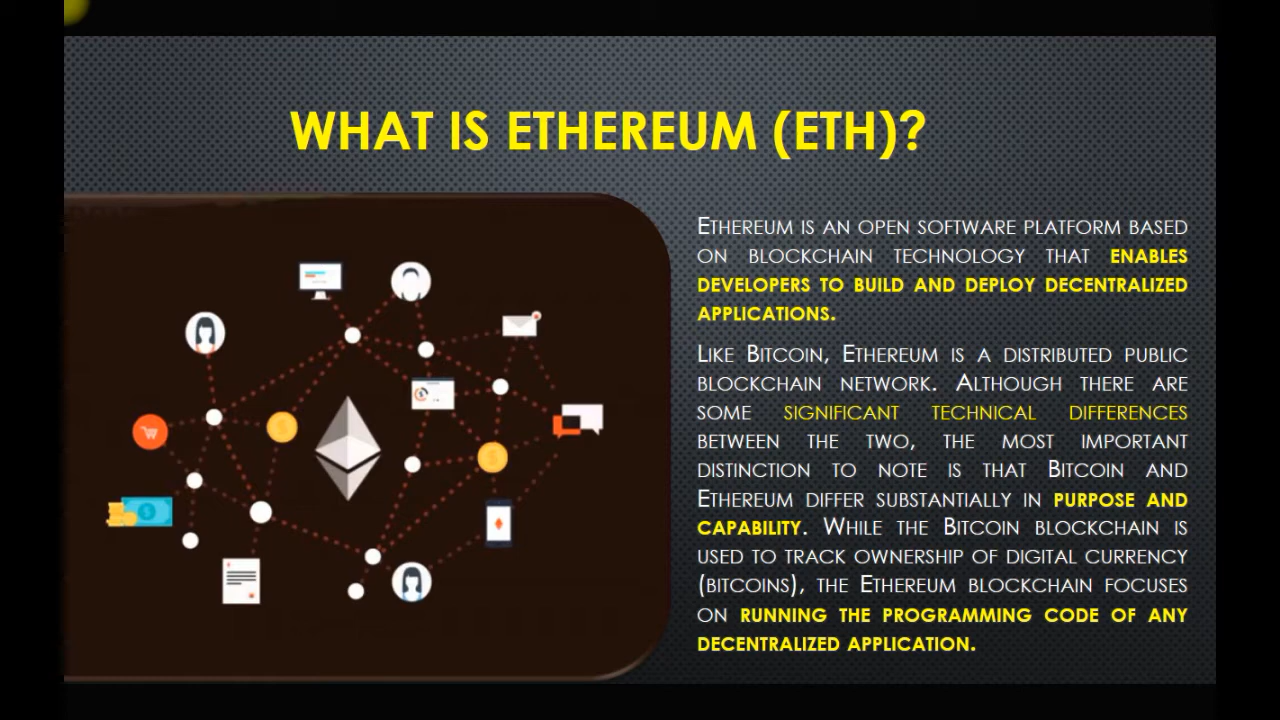 WHAT IS ETHEREUM (ETH)?
ETHEREUM IS AN OPEN SOFTWARE PLATFORM BASED
ON BLOCKCHAIN TECHNOLOGY THAT ENABLES
DEVELOPERS TO BUILD AND DEPLOY DECENTRALIZED
APPLICATIONS.
LIKE BITCOIN, ETHEREUM IS A DISTRIBUTED PUBLIC
BLOCKCHAIN NETWORK. ALTHOUGH THERE ARE
SOME SIGNIFICANT TECHNICAL DIFFERENCES
BETWEEN THE TWO, THE MOST IMPORTANT
DISTINCTION TO NOTE IS THAT BITCOIN AND
ETHEREUM DIFFER SUBSTANTIALLY IN PURPOSE AND
CAPABILITY. WHILE THE BITCOIN BLOCKCHAIN IS
USED TO TRACK OWNERSHIP OF DIGITAL CURRENCY
(BITCOINS), THE ETHEREUM BLOCKCHAIN FOCUSES
ON RUNNING THE PROGRAMMING CODE OF ANY
DECENTRALIZED APPLICATION.